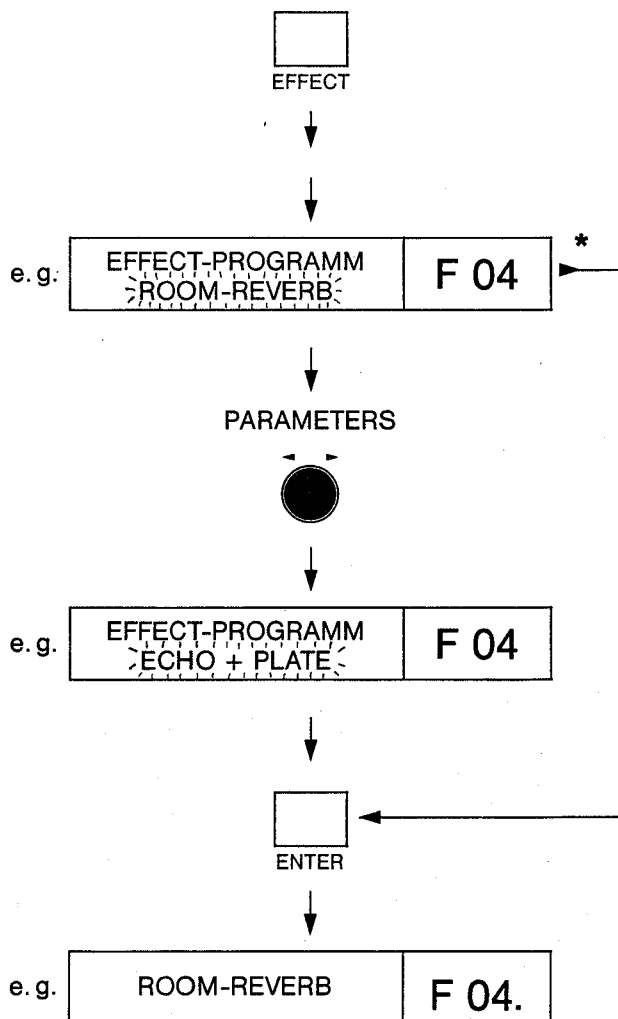 EFFECT
*
e. g.: EFFECT-PROGRAMM F 04
ROOM-REVERB
PARAMETERS
e. g. EFFECT-PROGRAMM F 04
ECHO + PLATE
ENTER
e. g. ROOM-REVERB F 04.